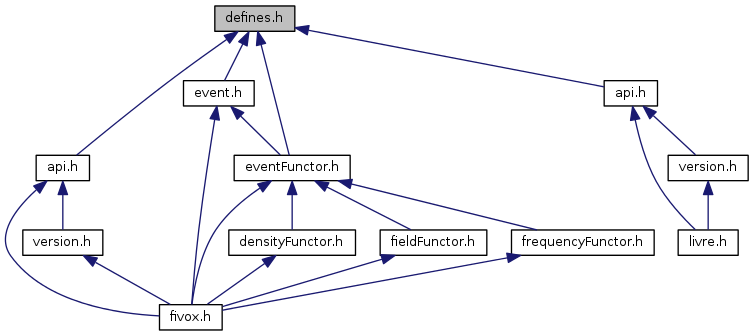 defines.h
event.h
api.h
api.h
eventFunctor.h
version.h
version.h
densityFunctor.h
fieldFunctor.h
frequencyFunctor.h
livre.h
fivox.h